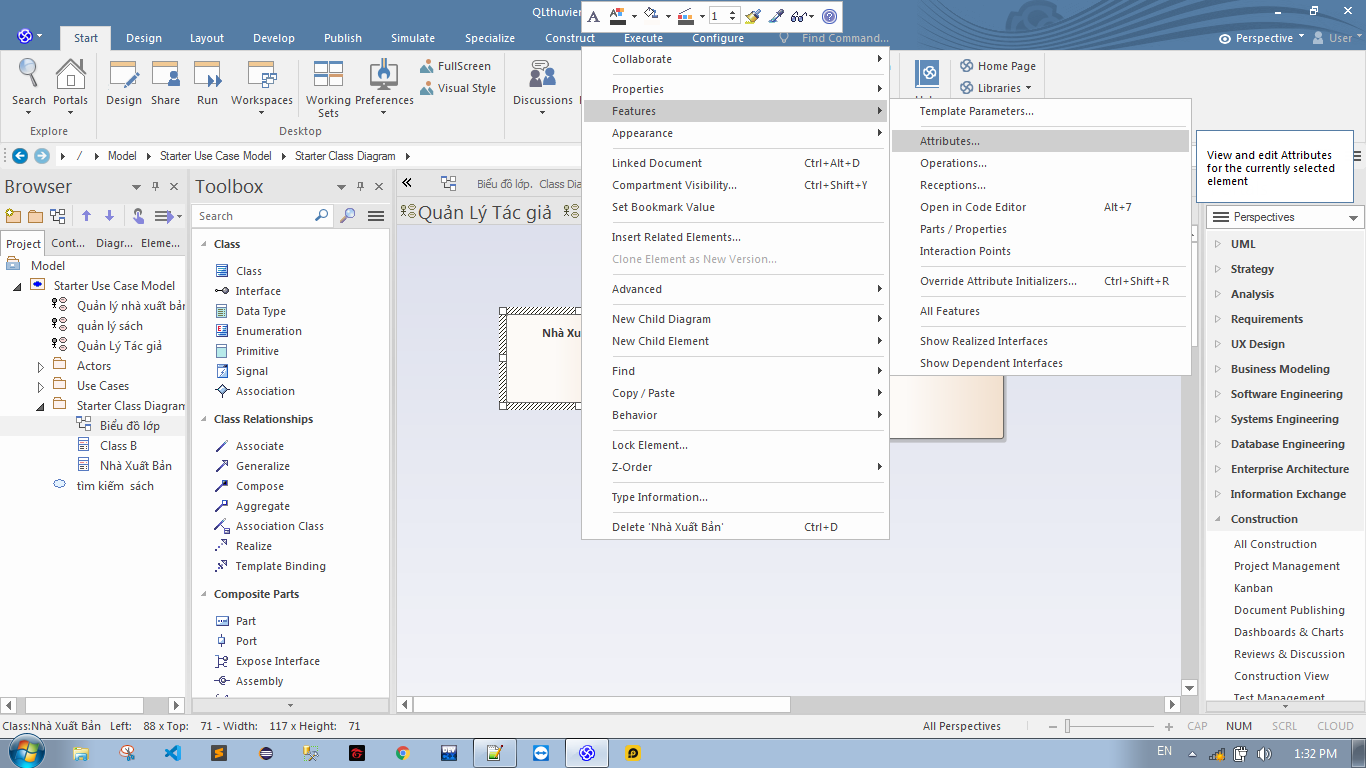 QLthuvien
1
Start Design Layout Develop Publish Simulate Specialize Construct Execute Configure Find Command...
Perspective User
Search Portals
Explore
Design Share Run Workspaces Working Sets Preferences
FullScreen
Visual Style
Desktop
Discussions
Home Page
Libraries
/ Model Starter Use Case Model Starter Class Diagram
Browser
Project Cont... Diagr... Eleme...
Model
Starter Use Case Model
Quản lý nhà xuất bản
quản lý sách
Quản Lý Tác giả
Actors
Use Cases
Starter Class Diagram
Biểu đồ lớp
Class B
Nhà Xuất Bản
tìm kiếm sách
Toolbox
Search
Class
Class
Interface
Data Type
Enumeration
Primitive
Signal
Association
Class Relationships
Associate
Generalize
Compose
Aggregate
Association Class
Realize
Template Binding
Composite Parts
Part
Port
Expose Interface
Assembly
Biểu đồ lớp. Class Dia
Quản Lý Tác giả
Nhà Xu
Collaborate
Properties
Features
Appearance
Linked Document Ctrl+Alt+D
Compartment Visibility... Ctrl+Shift+Y
Set Bookmark Value
Insert Related Elements...
Clone Element as New Version...
Advanced
New Child Diagram
New Child Element
Find
Copy / Paste
Behavior
Lock Element...
Z-Order
Type Information...
Delete 'Nhà Xuất Bản' Ctrl+D
Template Parameters...
Attributes...
Operations...
Receptions...
Open in Code Editor Alt+7
Parts / Properties
Interaction Points
Override Attribute Initializers... Ctrl+Shift+R
All Features
Show Realized Interfaces
Show Dependent Interfaces
View and edit Attributes
for the currently selected
element
Perspectives
UML
Strategy
Analysis
Requirements
UX Design
Business Modeling
Software Engineering
Systems Engineering
Database Engineering
Enterprise Architecture
Information Exchange
Construction
All Construction
Project Management
Kanban
Document Publishing
Dashboards & Charts
Reviews & Discussion
Construction View
Test Management
Class:Nhà Xuất Bản Left: 88 x Top: 71 - Width: 117 x Height: 71
All Perspectives
CAP NUM SCRL CLOUD
EN 1:32 PM